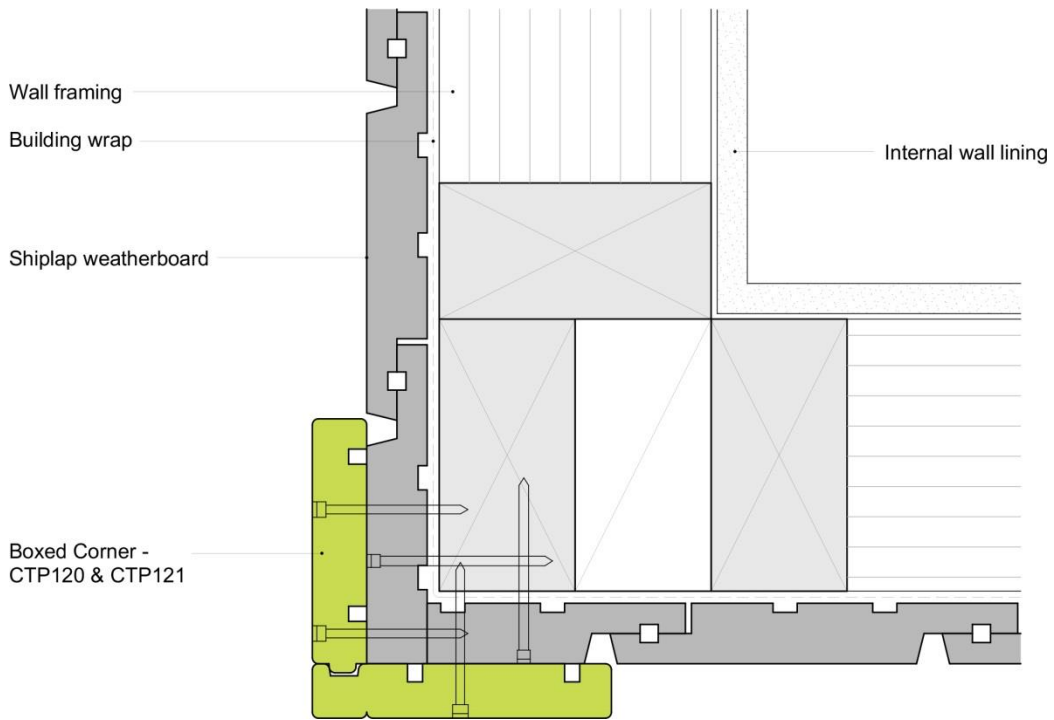 Wall framing
Building wrap
Internal wall lining
Shiplap weatherboard
Boxed Corner -
CTP120 & CTP121